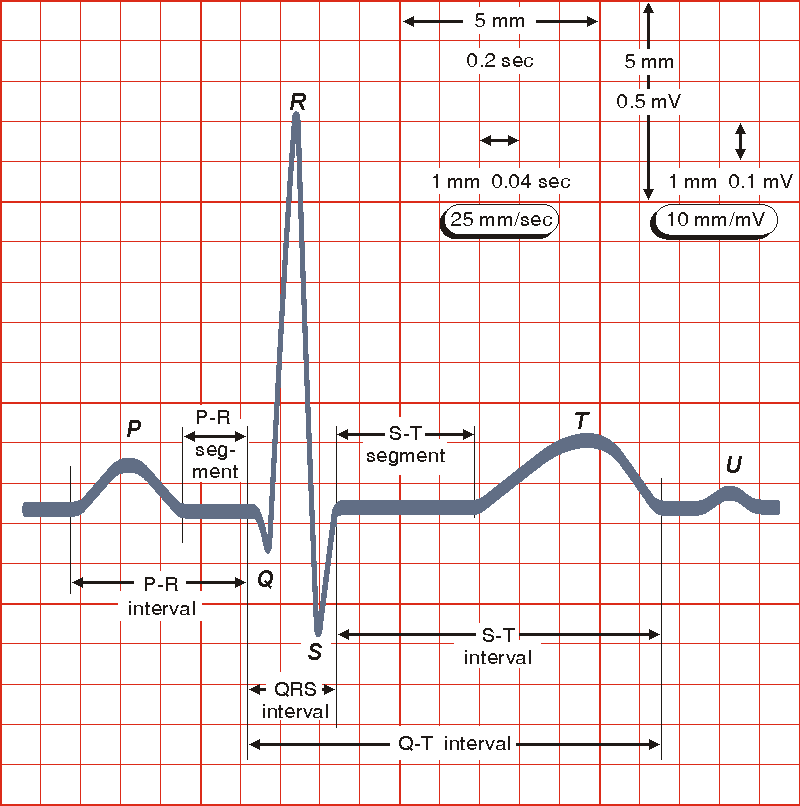 5 mm
0.2 sec
5 mm
0.5 mV
R
1 mm 0.04 sec
1 mm 0.1 mV
25 mm/sec
10 mm/mV
P
P-R
seg-
ment
S-T
segment
T
U
Q
P-R
interval
S
S-T
interval
QRS
interval
Q-T interval